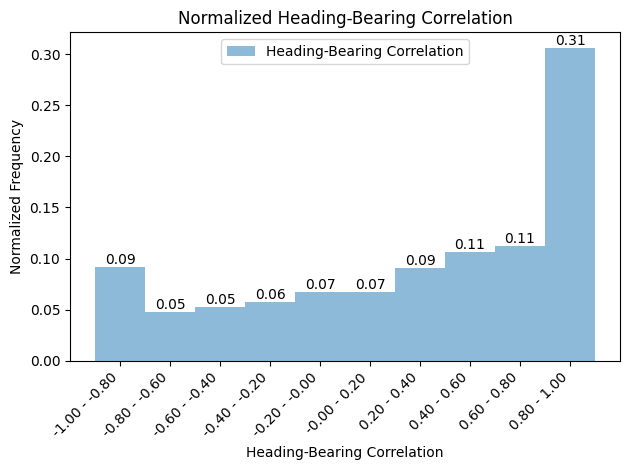 Normalized Heading-Bearing Correlation
Heading-Bearing Correlation
Normalized Frequency
0.30
0.25
0.20
0.15
0.10
0.05
0.00
0.09
0.05
0.05
0.06
0.07
0.07
0.09
0.11
0.11
0.31
-1.00 - -0.80
-0.80 - -0.60
-0.60 - -0.40
-0.40 - -0.20
-0.20 - -0.00
-0.00 - 0.20
0.20 - 0.40
0.40 - 0.60
0.60 - 0.80
0.80 - 1.00
Heading-Bearing Correlation